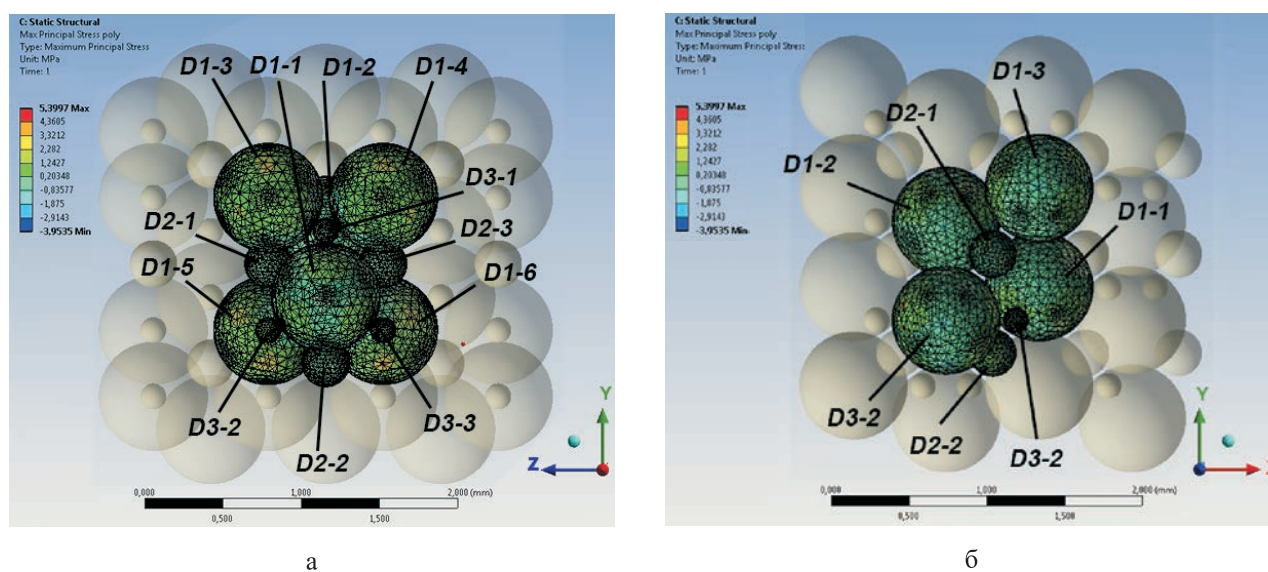 C: Static Structural
Max Principal Stress poly
Type: Maximum Principal Stress
Unit: MPa
Time: 1
5,3997 Max
4,3605
3,3212
2,282
1,2427
0,20348
-0,83577
-1,875
-2,9143
-3,9535 Min
D1-3
D1-1
D1-2
D1-4
D3-1
D2-1
D2-3
D1-5
D1-6
D3-2
D3-3
D2-2
Y
Z
0,000
1,000
2,000 (mm)
0,500
1,500
а
C: Static Structural
Max Principal Stress poly
Type: Maximum Principal Stress
Unit: MPa
Time: 1
5,3997 Max
4,3605
3,3212
2,282
1,2427
0,20348
-0,83577
-1,875
-2,9143
-3,9535 Min
D1-3
D2-1
D1-2
D1-1
D3-2
D2-2
D3-2
Y
X
0,000
1,000
2,000 (mm)
0,500
1,500
б